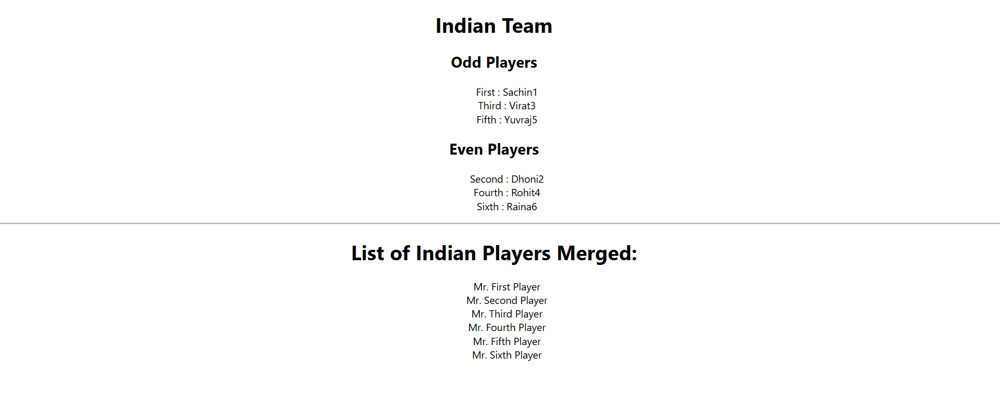 Indian Team
Odd Players
First : Sachin1
Third : Virat3
Fifth : Yuvraj5
Even Players
Second : Dhoni2
Fourth : Rohit4
Sixth : Raina6
List of Indian Players Merged:
Mr. First Player
Mr. Second Player
Mr. Third Player
Mr. Fourth Player
Mr. Fifth Player
Mr. Sixth Player